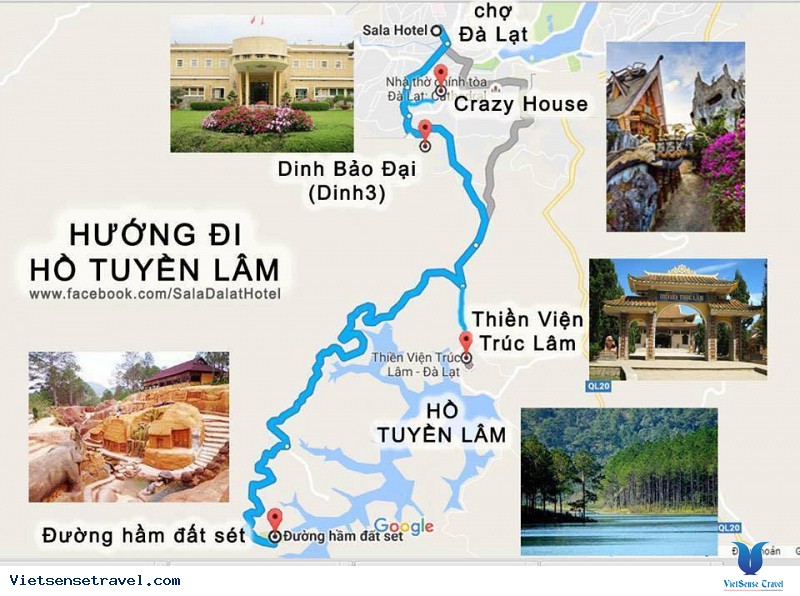 chợ
Đà Lạt
Sala Hotel
Nhà thờ chính tòa
Đà Lạt:
Crazy House
Dinh Bảo Đại
(Dinh3)
HƯỚNG ĐI
HỒ TUYỀN LÂM
www.facebook.com/SalaDalatHotel
Thiền Viện
Trúc Lâm
Thiền Viện Trúc
Lâm - Đà Lạt
QL20
HỒ
TUYỀN LÂM
Google
QL20
Đường hầm đất sét
Đường hầm đất sét
Vietsensetravel.com
VietSense Travel